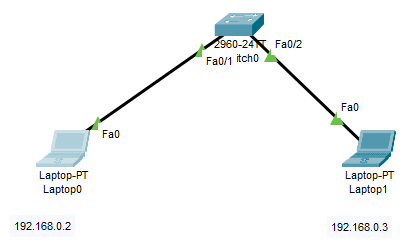 2960-24TT
Switch0
Fa0/2
Fa0/1
Fa0
Fa0
Laptop-PT
Laptop0
Laptop-PT
Laptop1
192.168.0.2
192.168.0.3